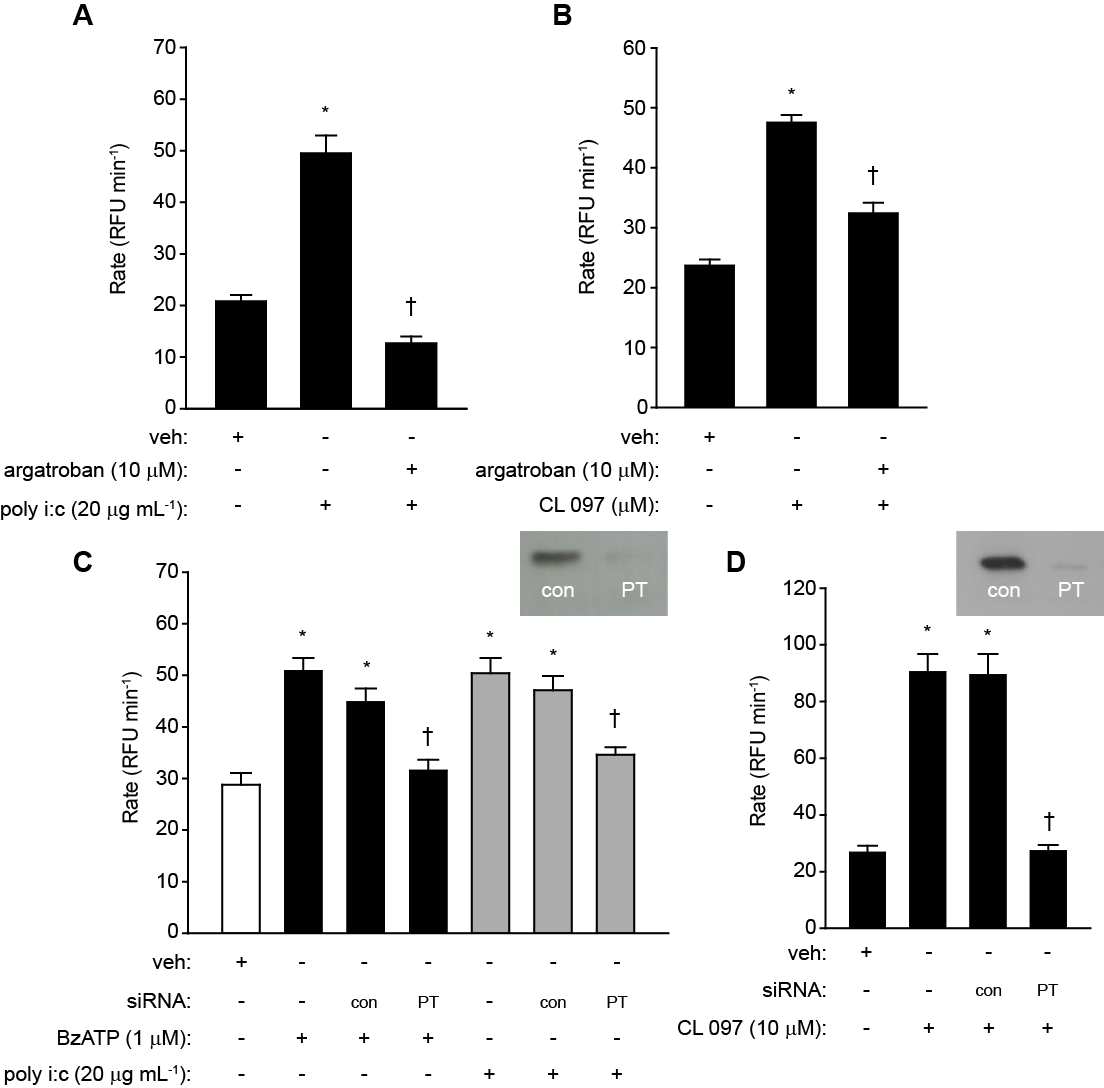 A
70
60
50
40
30
20
10
0
Rate (RFU min-1)
*
†
veh: + - -
argatroban (10 μM): - - +
poly i:c (20 μg mL-1): - + +
B
60
50
40
30
20
10
0
Rate (RFU min-1)
*
†
veh: + - -
argatroban (10 μM): - - +
CL 097 (μM): - + +
C
con PT
70
60
50
40
30
20
10
0
Rate (RFU min-1)
* * † * * †
veh: + - - - - - -
siRNA: - - con PT - con PT
BzATP (1 μM): - + + + - - -
poly i:c (20 μg mL-1): - - - - + + +
D
con PT
120
100
80
60
40
20
0
Rate (RFU min-1)
* * †
veh: + - - -
siRNA: - - con PT
CL 097 (10 μM): - + + +